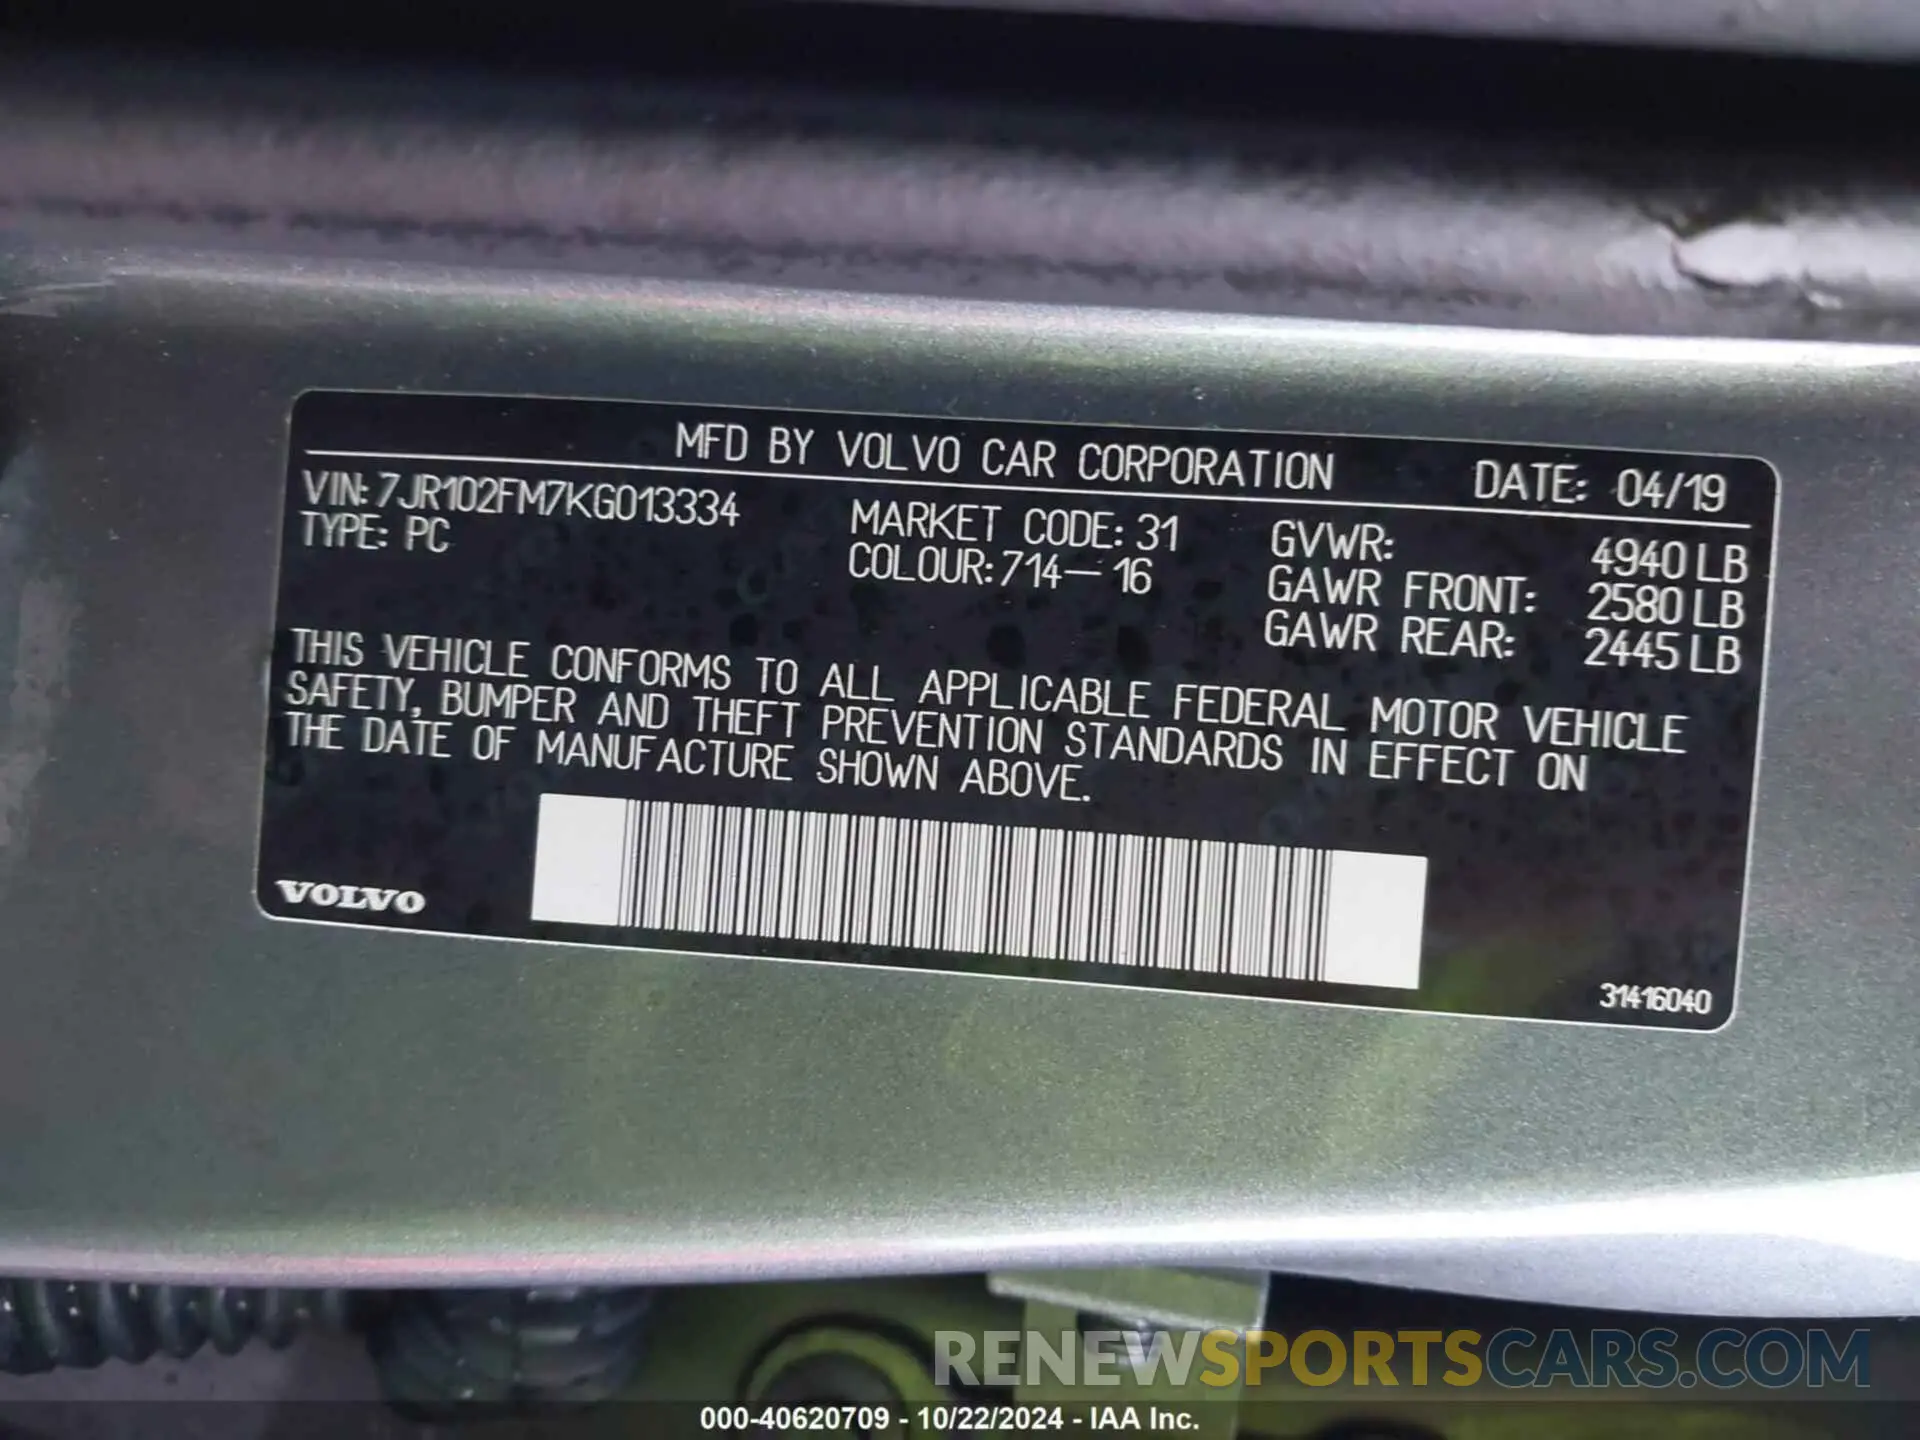 MFD BY VOLVO CAR CORPORATION DATE: 04/19
VIN: 7JR102FM7KG013334 MARKET CODE: 31 GVWR: 4940 LB
TYPE: PC COLOUR: 714-16 GAWR FRONT: 2580 LB
GAWR REAR: 2445 LB
THIS VEHICLE CONFORMS TO ALL APPLICABLE FEDERAL MOTOR VEHICLE
SAFETY, BUMPER AND THEFT PREVENTION STANDARDS IN EFFECT ON
THE DATE OF MANUFACTURE SHOWN ABOVE.
VOLVO
31416040
RENEWSPORTSCARS.COM
000-40620709 - 10/22/2024 - IAA Inc.